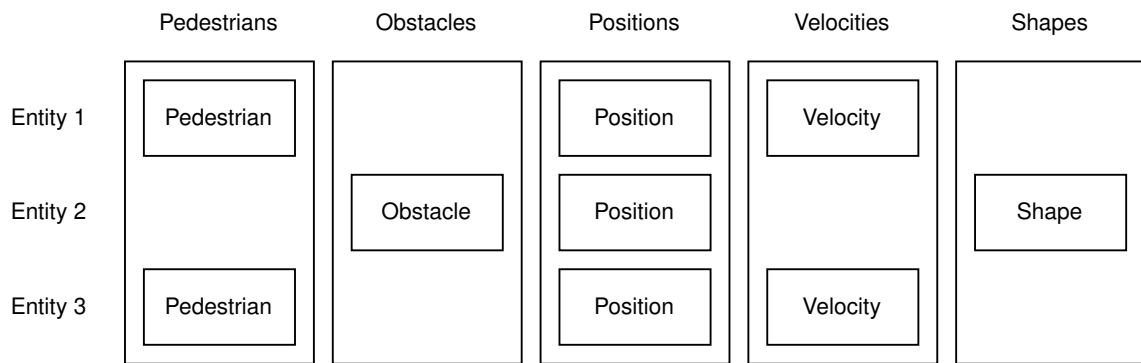 Pedestrians Obstacles Positions Velocities Shapes
Entity 1 Pedestrian Position Velocity
Entity 2 Obstacle Position Shape
Entity 3 Pedestrian Position Velocity